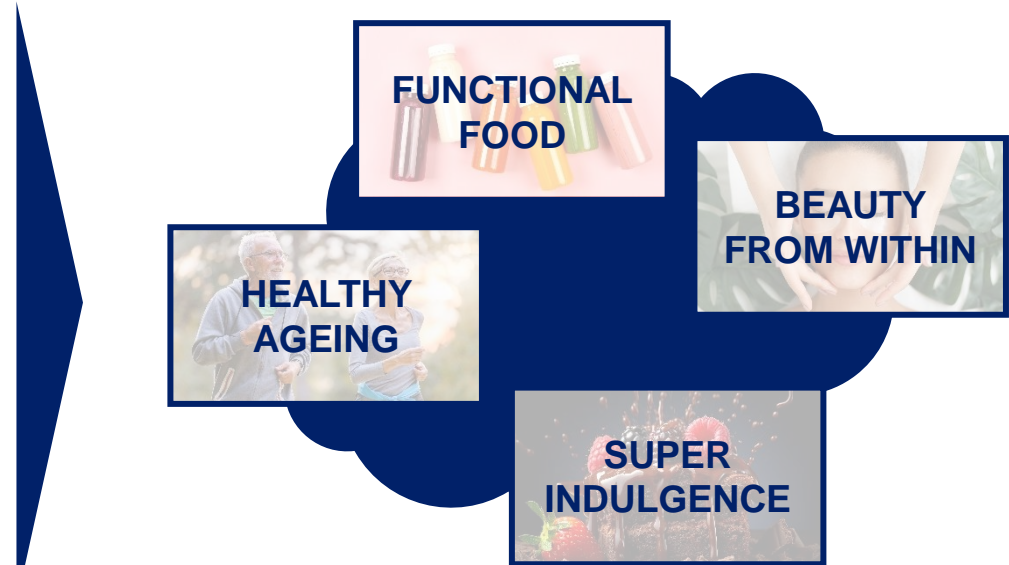 FUNCTIONAL
FOOD
BEAUTY
FROM WITHIN
HEALTHY
AGEING
SUPER
INDULGENCE